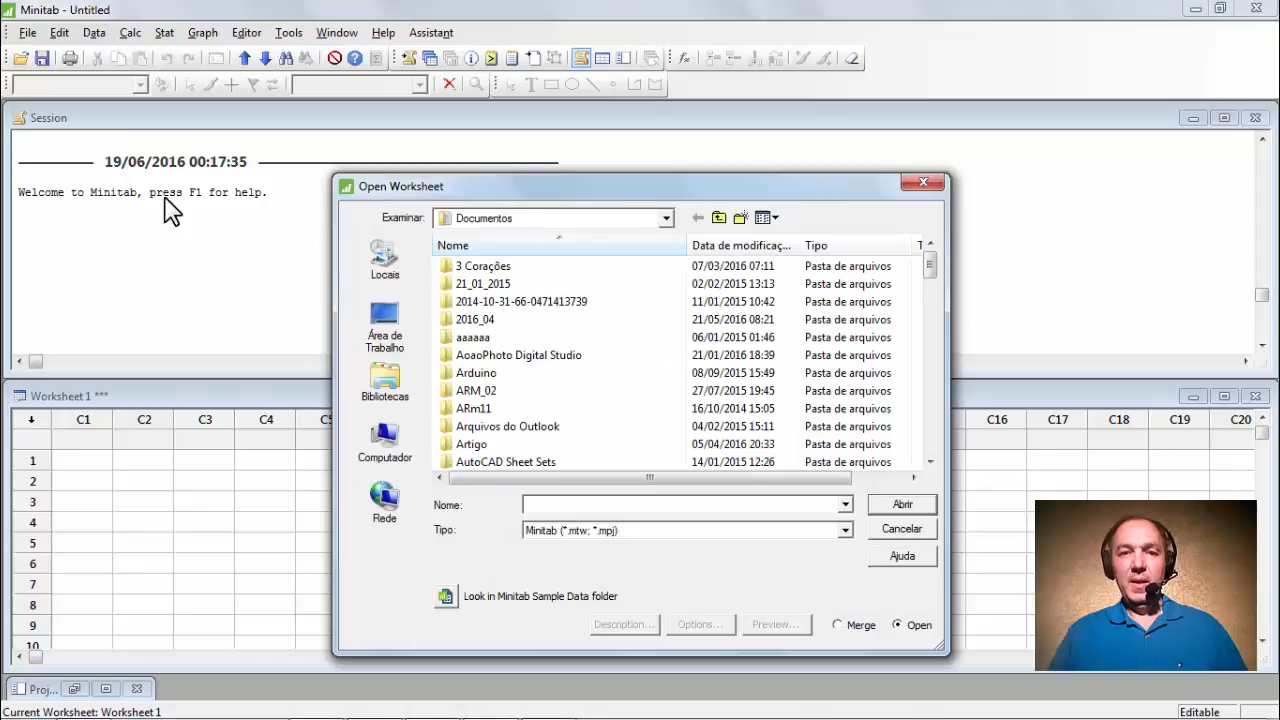 Minitab - Untitled
File Edit Data Calc Stat Graph Editor Tools Window Help Assistant
Session
19/06/2016 00:17:35
Welcome to Minitab, press F1 for help.
Open Worksheet
Examinar: Documentos
Nome Data de modificaç... Tipo T
3 Corações 07/03/2016 07:11 Pasta de arquivos
21_01_2015 02/02/2015 13:13 Pasta de arquivos
2014-10-31-66-0471413739 11/01/2015 10:42 Pasta de arquivos
2016_04 21/05/2016 08:21 Pasta de arquivos
aaaaaa 06/01/2015 01:46 Pasta de arquivos
AoaoPhoto Digital Studio 21/01/2016 18:39 Pasta de arquivos
Arduino 08/09/2015 15:49 Pasta de arquivos
ARM_02 27/07/2015 19:45 Pasta de arquivos
ARm11 16/10/2014 15:05 Pasta de arquivos
Arquivos do Outlook 04/02/2015 15:11 Pasta de arquivos
Artigo 05/04/2016 20:33 Pasta de arquivos
AutoCAD Sheet Sets 14/01/2015 12:26 Pasta de arquivos
Locais
Área de
Trabalho
Bibliotecas
Computador
Rede
Nome: Abrir
Tipo: Minitab (*.mtw; *.mpj) Cancelar
Ajuda
Look in Minitab Sample Data folder
Description... Options... Preview... Merge Open
Worksheet 1 ***
C1 C2 C3 C4 C5 C16 C17 C18 C19 C20
1
2
3
4
5
6
7
8
9
10
Proj...
Current Worksheet: Worksheet 1 Editable